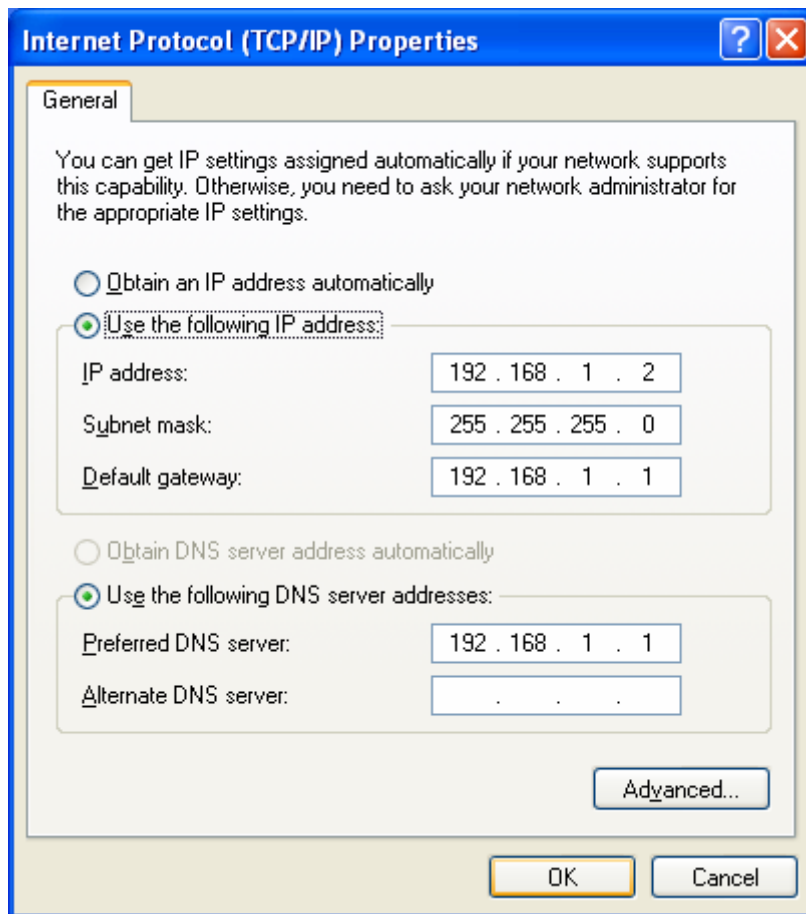 Internet Protocol (TCP/IP) Properties
General
You can get IP settings assigned automatically if your network supports
this capability. Otherwise, you need to ask your network administrator for
the appropriate IP settings.
Obtain an IP address automatically
Use the following IP address:
IP address: 192 . 168 . 1 . 2
Subnet mask: 255 . 255 . 255 . 0
Default gateway: 192 . 168 . 1 . 1
Obtain DNS server address automatically
Use the following DNS server addresses:
Preferred DNS server: 192 . 168 . 1 . 1
Alternate DNS server: . . .
Advanced...
OK Cancel